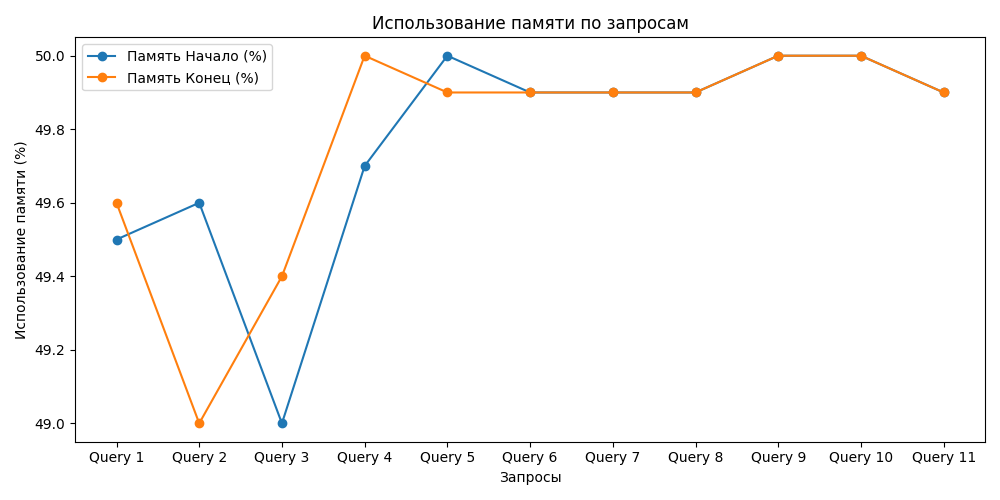 Использование памяти по запросам
Память Начало (%)
Память Конец (%)
Использование памяти (%)
50.0
49.8
49.6
49.4
49.2
49.0
Query 1 Query 2 Query 3 Query 4 Query 5 Query 6 Query 7 Query 8 Query 9 Query 10 Query 11
Запросы